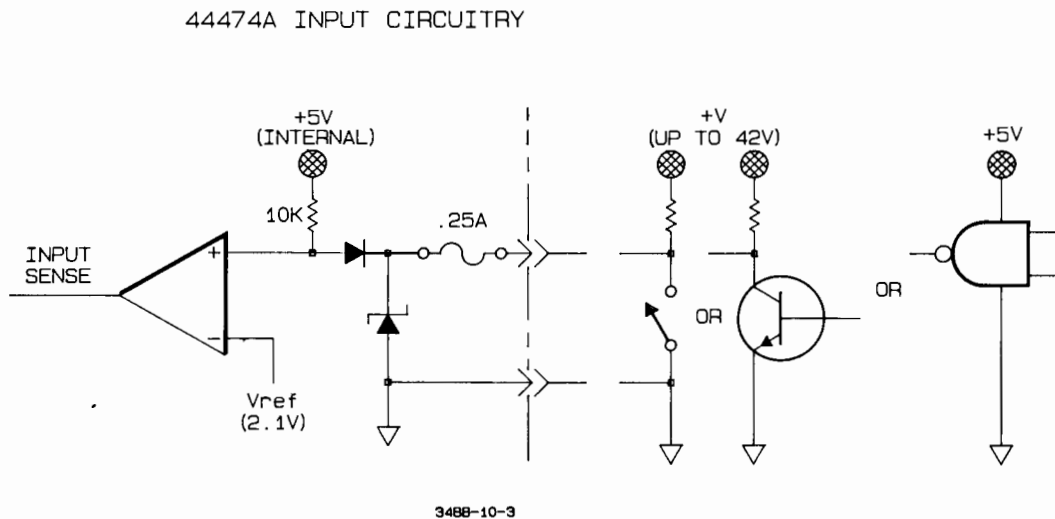 44474A INPUT CIRCUITRY
+5V
(INTERNAL)
+V
(UP TO 42V)
+5V
10K
.25A
INPUT
SENSE
+
−
OR
OR
Vref
(2.1V)
3488-10-3